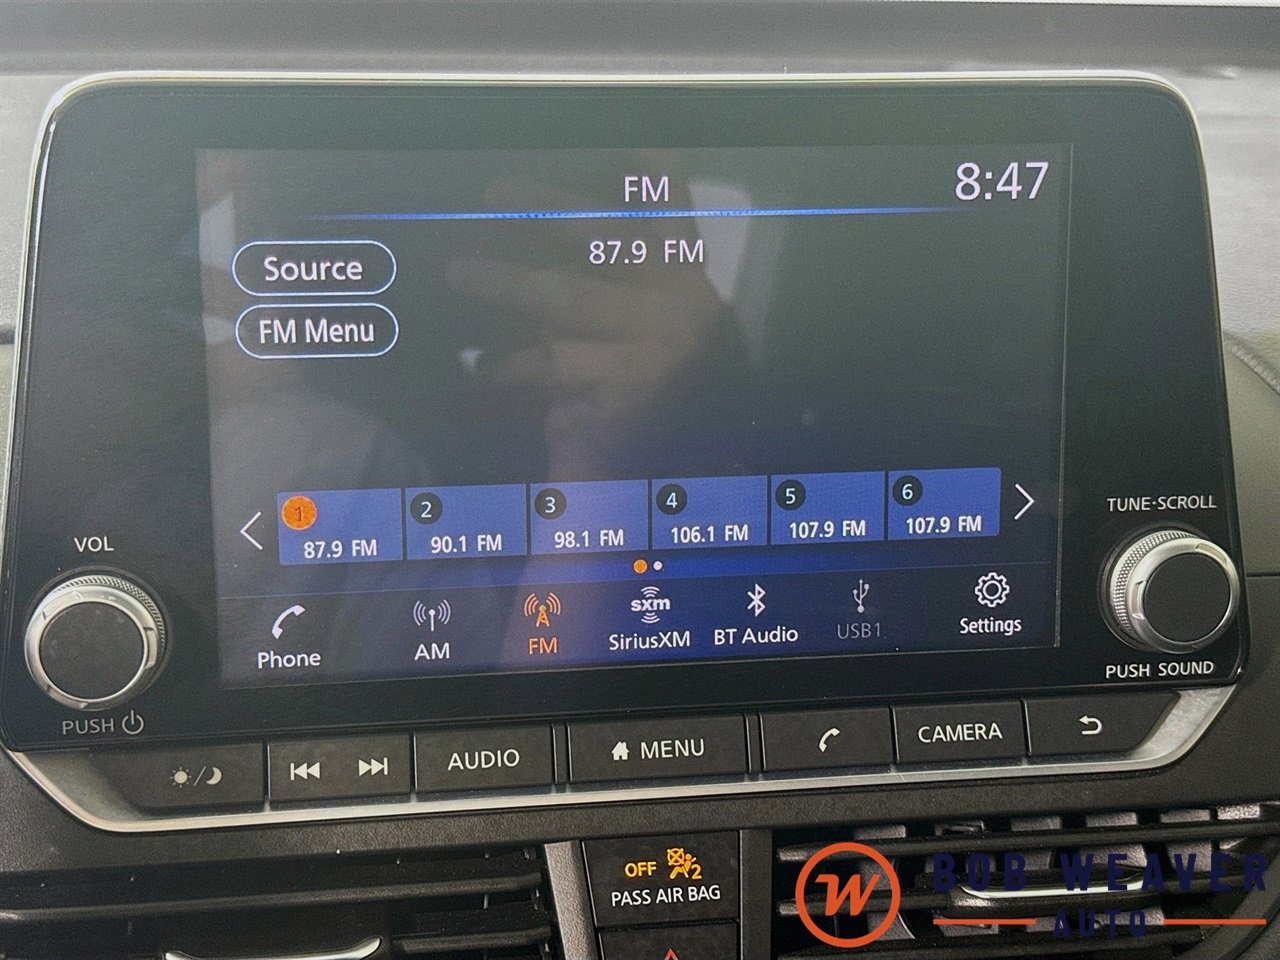 FM
8:47
87.9 FM
Source
FM Menu
1
87.9 FM
2
90.1 FM
3
98.1 FM
4
106.1 FM
5
107.9 FM
6
107.9 FM
VOL
PUSH
TUNE·SCROLL
PUSH SOUND
Phone
AM
FM
sxm
SiriusXM
BT Audio
USB1
Settings
AUDIO
MENU
CAMERA
OFF 2
PASS AIR BAG
W
BOB WEAVER
AUTO